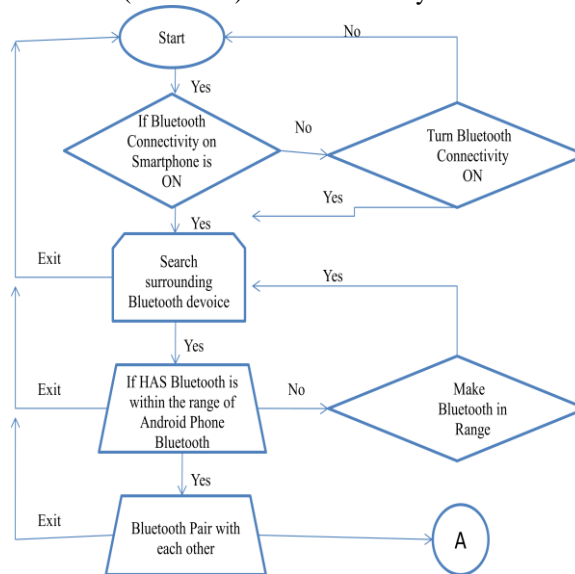 Start
No
Yes
If Bluetooth
Connectivity on
Smartphone is
ON
No
Turn Bluetooth
Connectivity
ON
Yes
Yes
Exit
Search
surrounding
Bluetooth devoice
Yes
Yes
Exit
If HAS Bluetooth is
within the range of
Android Phone
Bluetooth
No
Make
Bluetooth in
Range
Yes
Exit
Bluetooth Pair with
each other
A